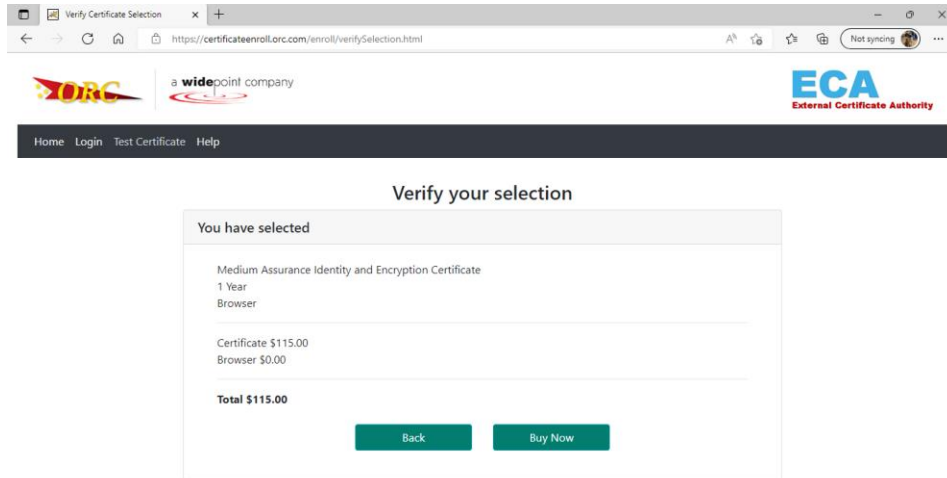 Verify Certificate Selection
https://certificateenroll.orc.com/enroll/verifySelection.html
Not syncing
ORC
a widepoint company
ECA
External Certificate Authority
Home Login Test Certificate Help
Verify your selection
You have selected
Medium Assurance Identity and Encryption Certificate
1 Year
Browser
Certificate $115.00
Browser $0.00
Total $115.00
Back Buy Now